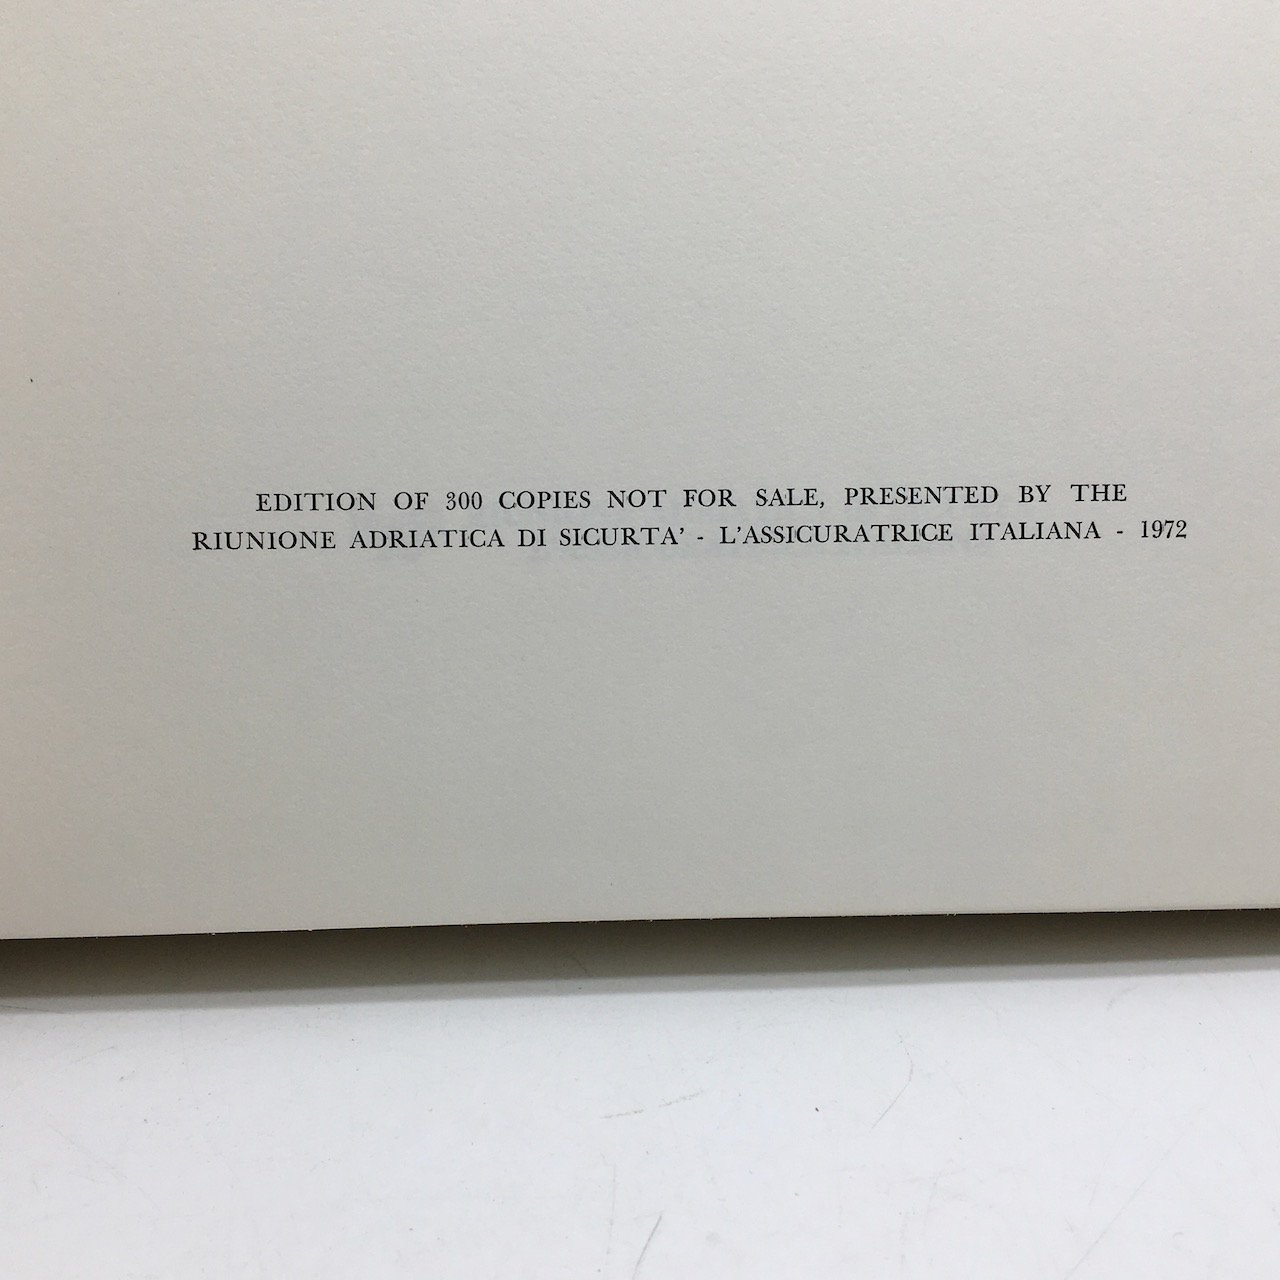 EDITION OF 300 COPIES NOT FOR SALE, PRESENTED BY THE
RIUNIONE ADRIATICA DI SICURTA' - L'ASSICURATRICE ITALIANA - 1972